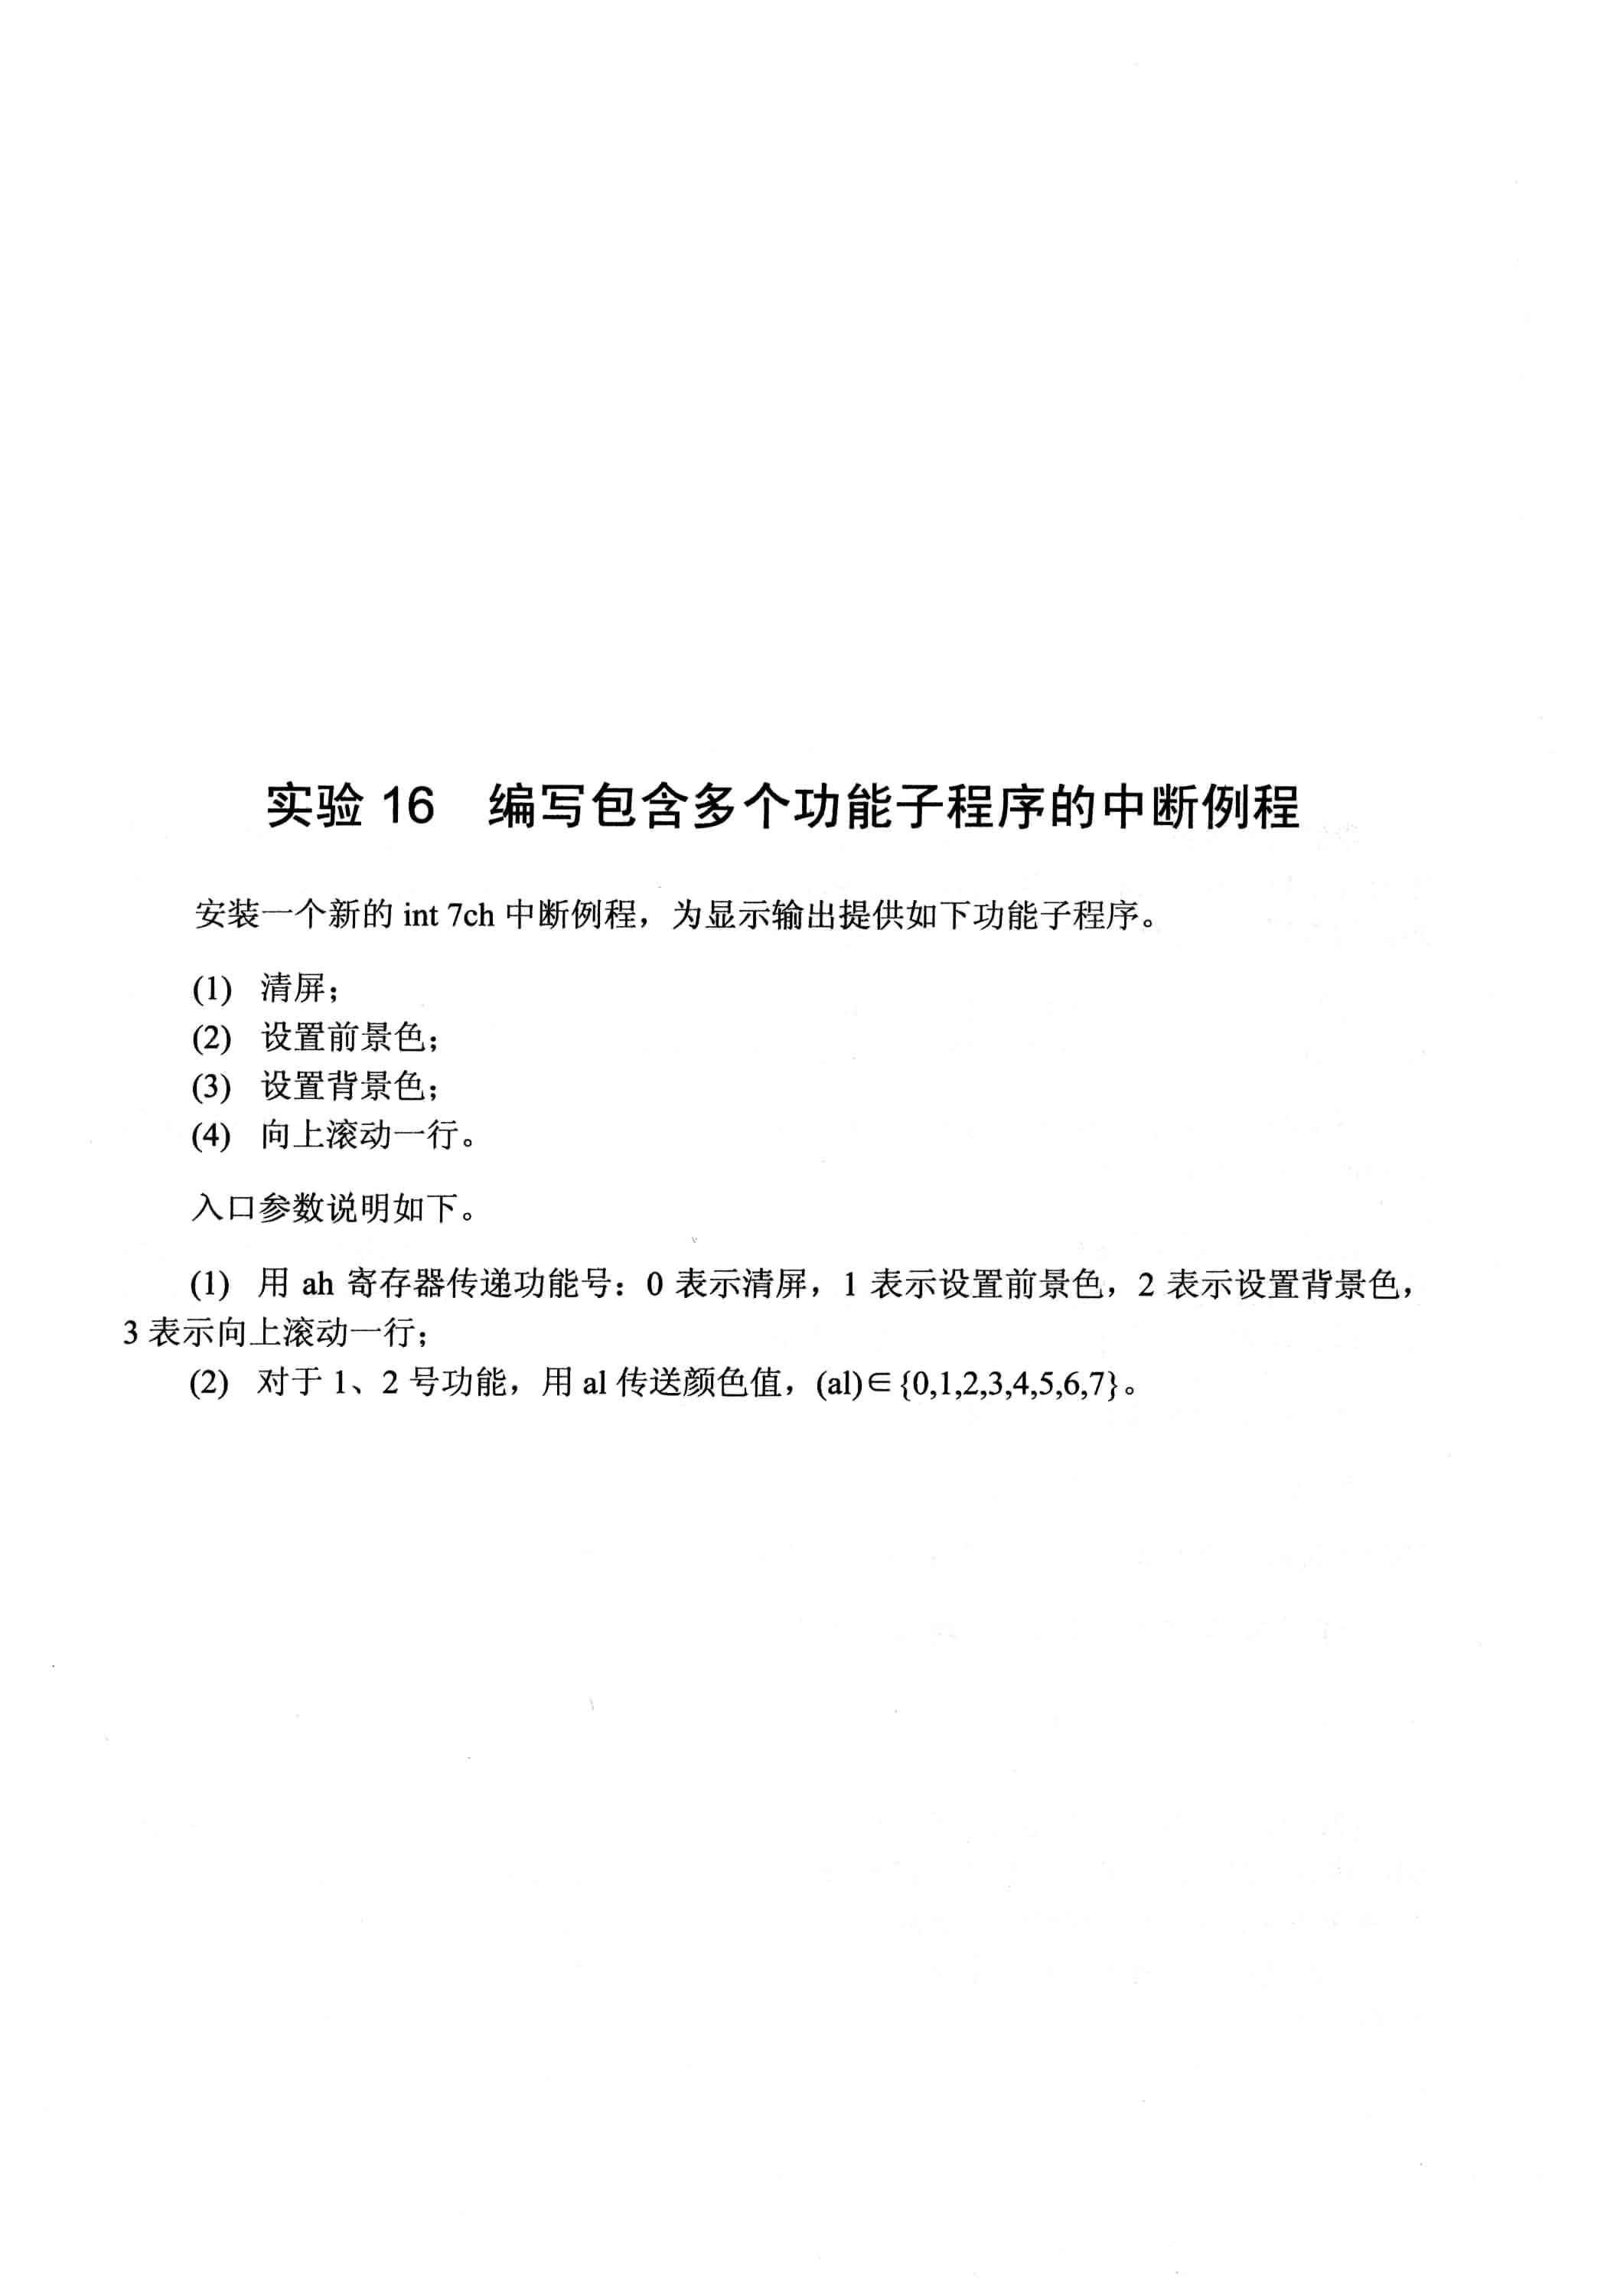 实验 16 编写包含多个功能子程序的中断例程
安装一个新的 int 7ch 中断例程，为显示输出提供如下功能子程序。
(1) 清屏；
(2) 设置前景色；
(3) 设置背景色；
(4) 向上滚动一行。
入口参数说明如下。
(1) 用 ah 寄存器传递功能号：0 表示清屏，1 表示设置前景色，2 表示设置背景色，
3 表示向上滚动一行；
(2) 对于 1、2 号功能，用 al 传送颜色值，(al)∈{0,1,2,3,4,5,6,7}。